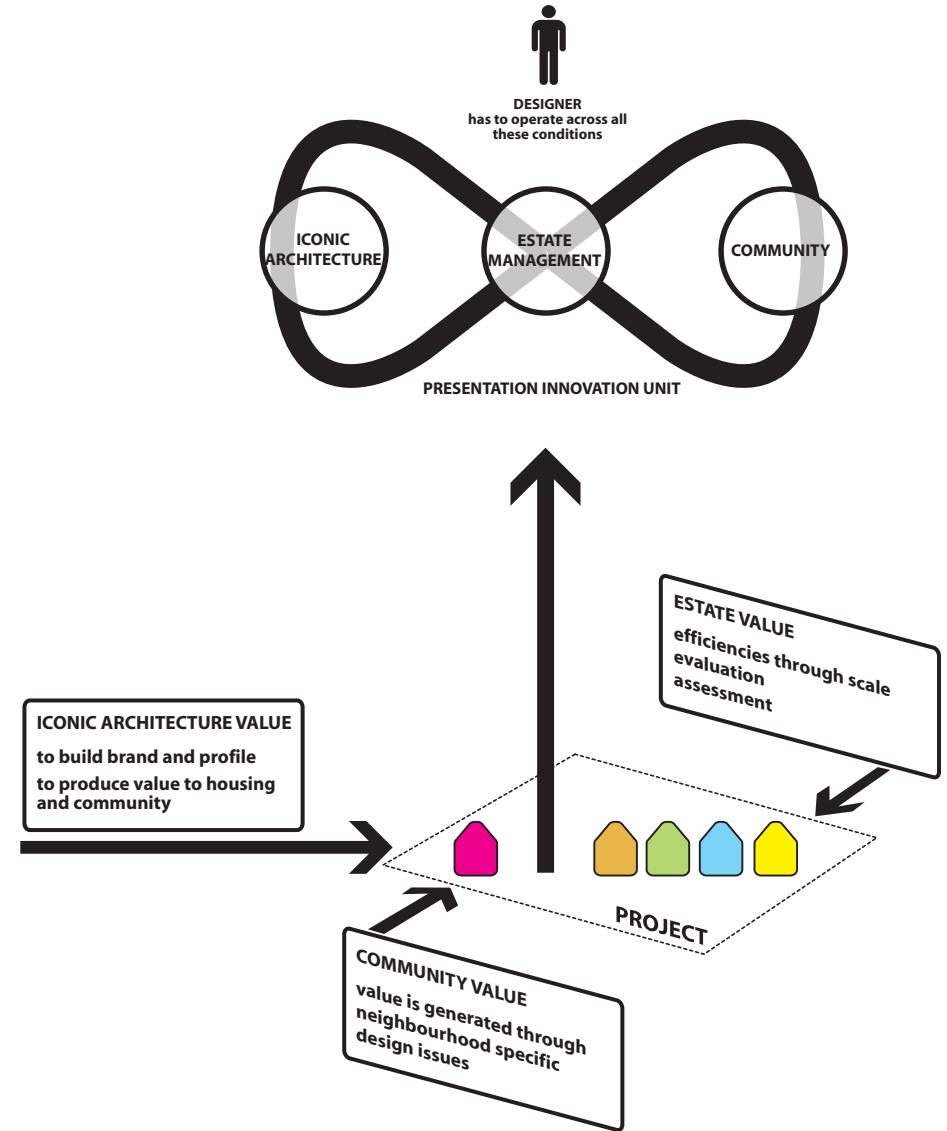 DESIGNER
has to operate across all
these conditions
ICONIC
ARCHITECTURE
ESTATE
MANAGEMENT
COMMUNITY
PRESENTATION INNOVATION UNIT
ESTATE VALUE
efficiencies through scale
evaluation
assessment
ICONIC ARCHITECTURE VALUE
to build brand and profile
to produce value to housing
and community
PROJECT
COMMUNITY VALUE
value is generated through
neighbourhood specific
design issues